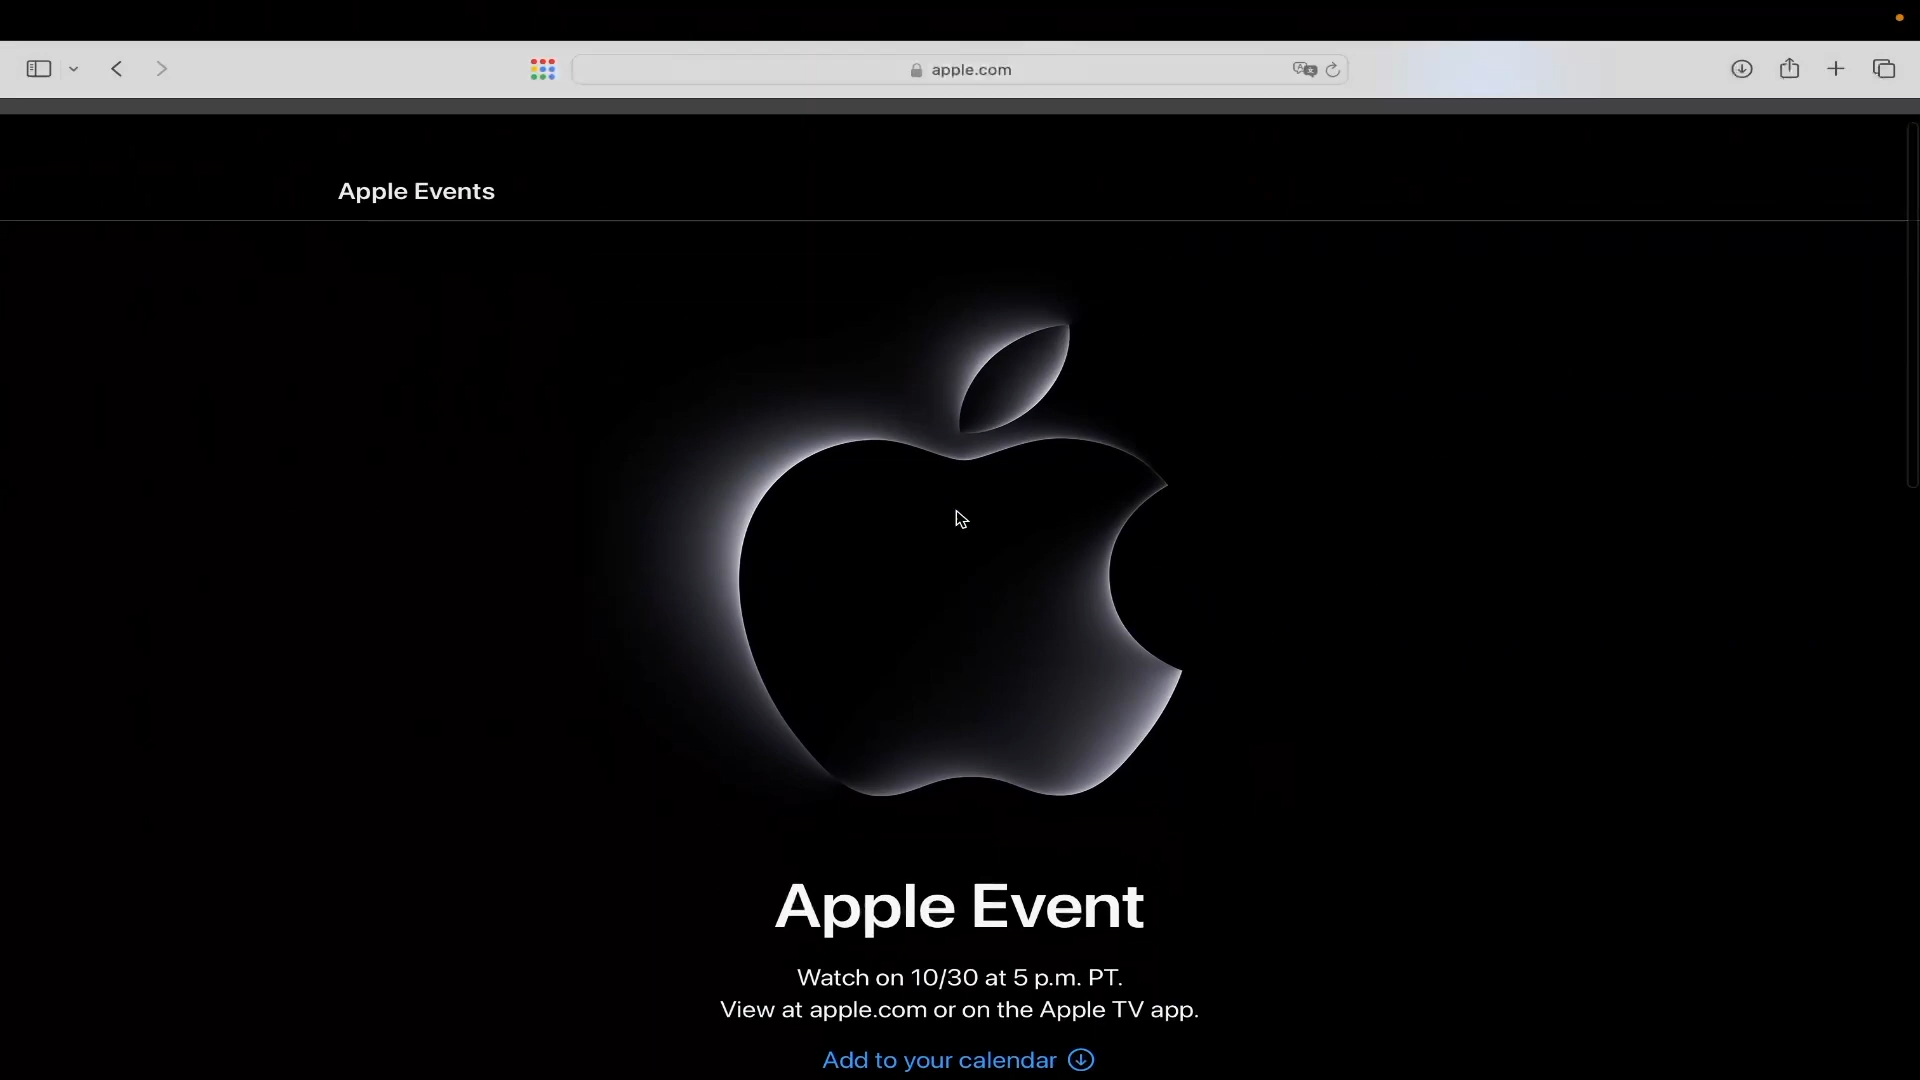 apple.com
Apple Events
Apple Event
Watch on 10/30 at 5 p.m. PT.
View at apple.com or on the Apple TV app.
Add to your calendar